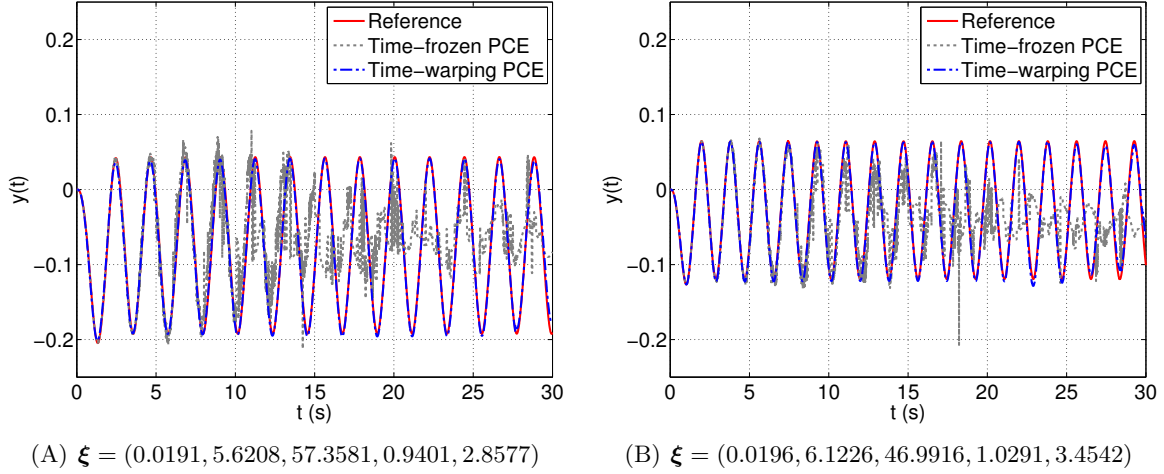 Reference
Time−frozen PCE
Time−warping PCE
0.2
0.1
0
−0.1
−0.2
y(t)
0 5 10 15 20 25 30
t (s)
(A) ξ = (0.0191, 5.6208, 57.3581, 0.9401, 2.8577)
Reference
Time−frozen PCE
Time−warping PCE
0.2
0.1
0
−0.1
−0.2
y(t)
0 5 10 15 20 25 30
t (s)
(B) ξ = (0.0196, 6.1226, 46.9916, 1.0291, 3.4542)